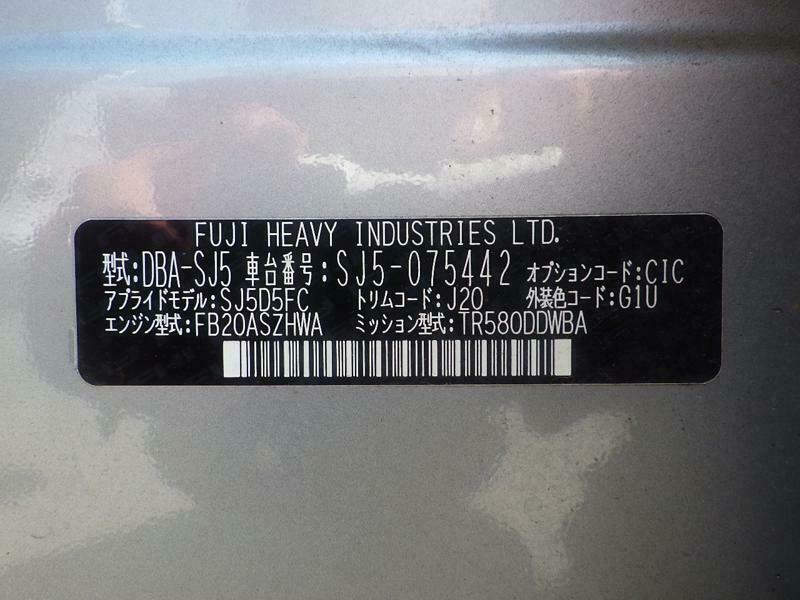 FUJI HEAVY INDUSTRIES LTD.
型式:DBA-SJ5 車台番号:SJ5-075442 オプションコード:CIC
アプライドモデル:SJ5D5FC トリムコード:J20 外装色コード:G1U
エンジン型式:FB20ASZHWA ミッション型式:TR580DDWBA